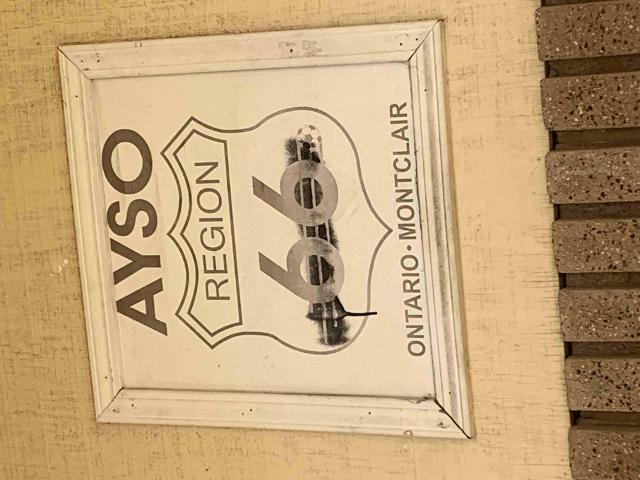 AYSO
REGION
66
ONTARIO • MONTCLAIR